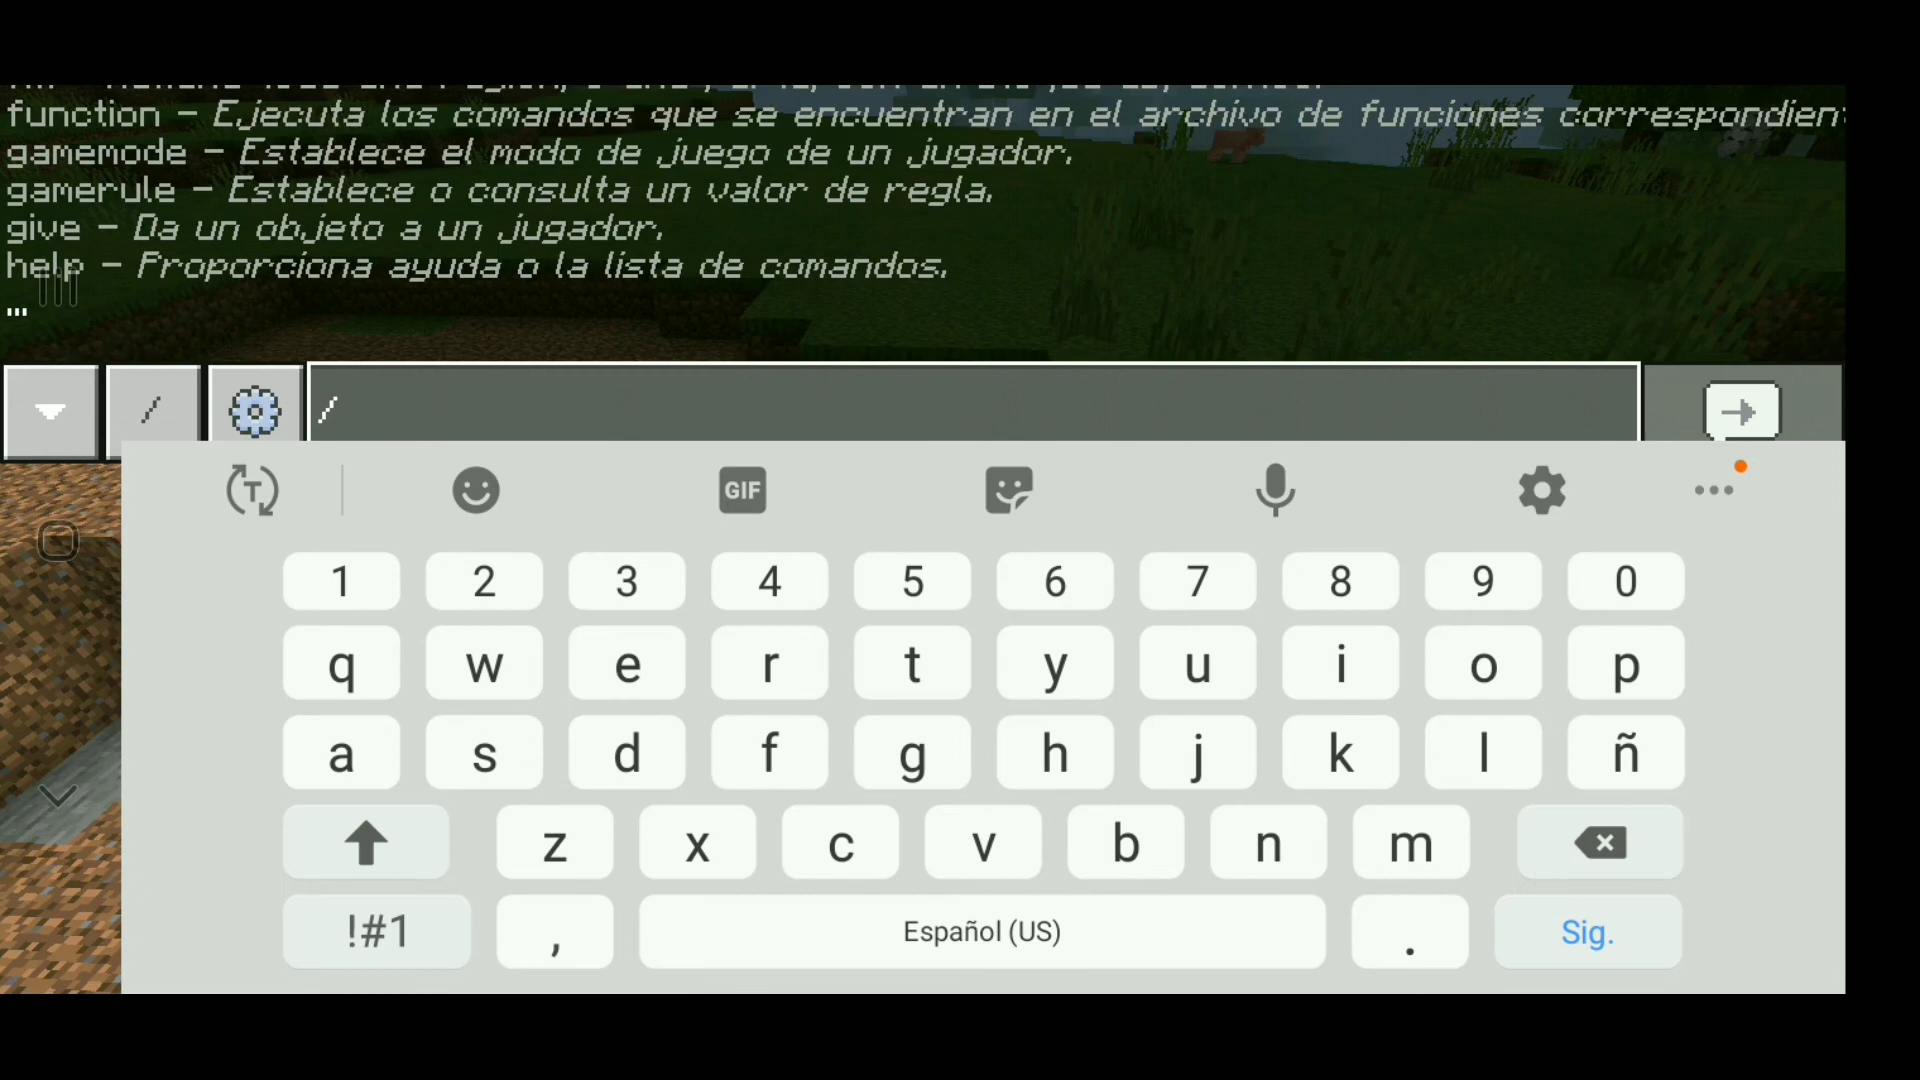 function - Ejecuta los comandos que se encuentran en el archivo de funciones correspondien
gamemode - Establece el modo de juego de un jugador.
gamerule - Establece o consulta un valor de regla.
give - Da un objeto a un jugador.
help - Proporciona ayuda o la lista de comandos.
...
/ /
T GIF
1 2 3 4 5 6 7 8 9 0
q w e r t y u i o p
a s d f g h j k l ñ
z x c v b n m
!#1 , Español (US) . Sig.